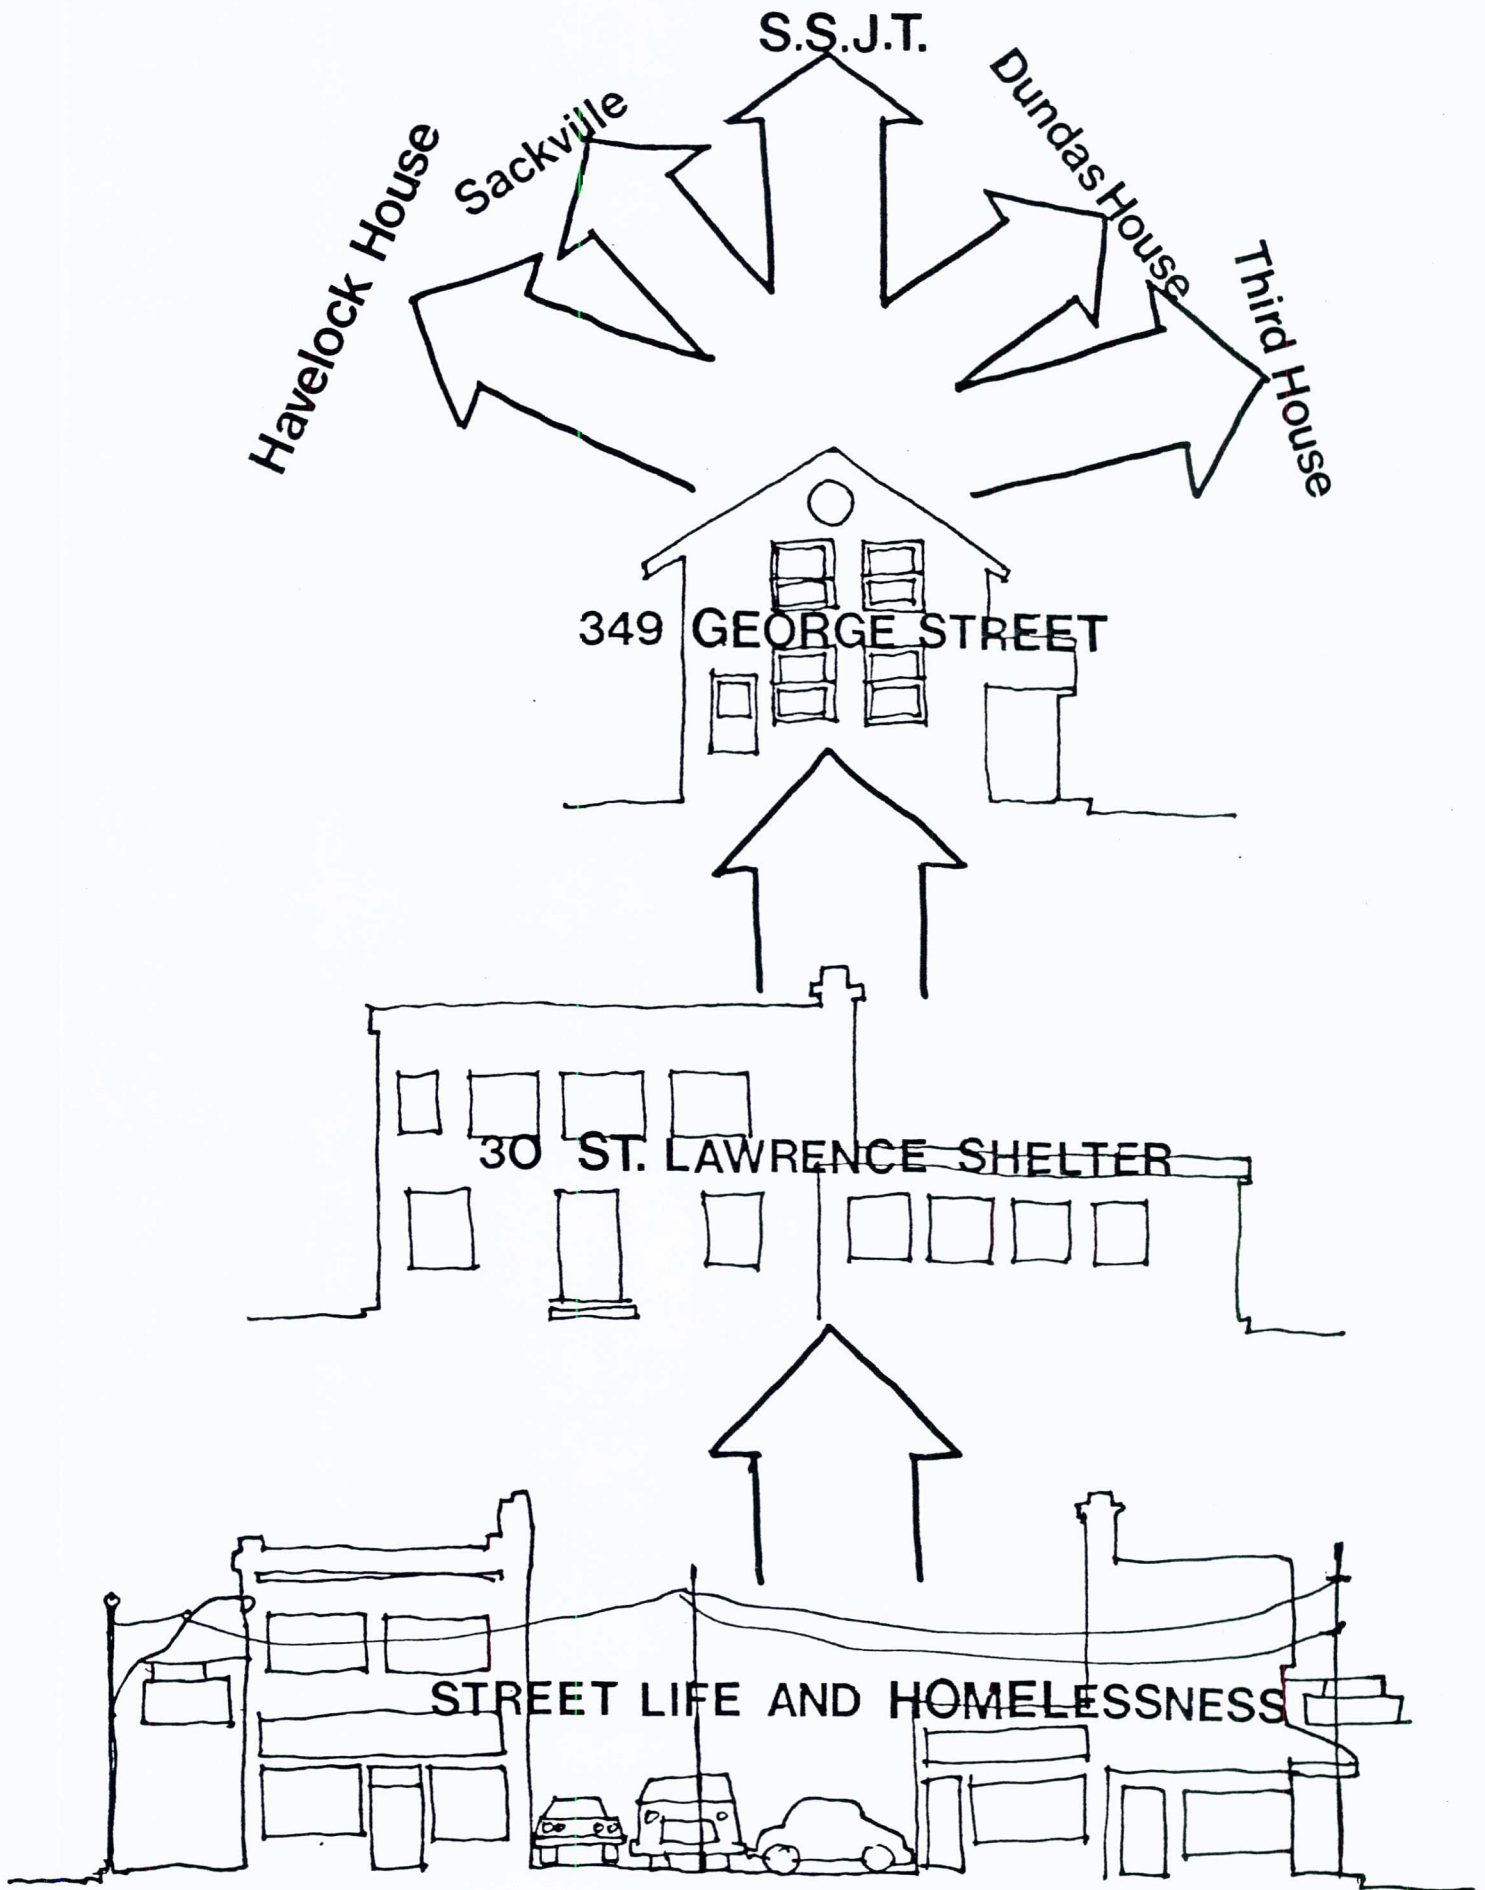 S.S.J.T.
Havelock House
Sackville
Dundas House
Third House
349 GEORGE STREET
30 ST. LAWRENCE SHELTER
STREET LIFE AND HOMELESSNESS